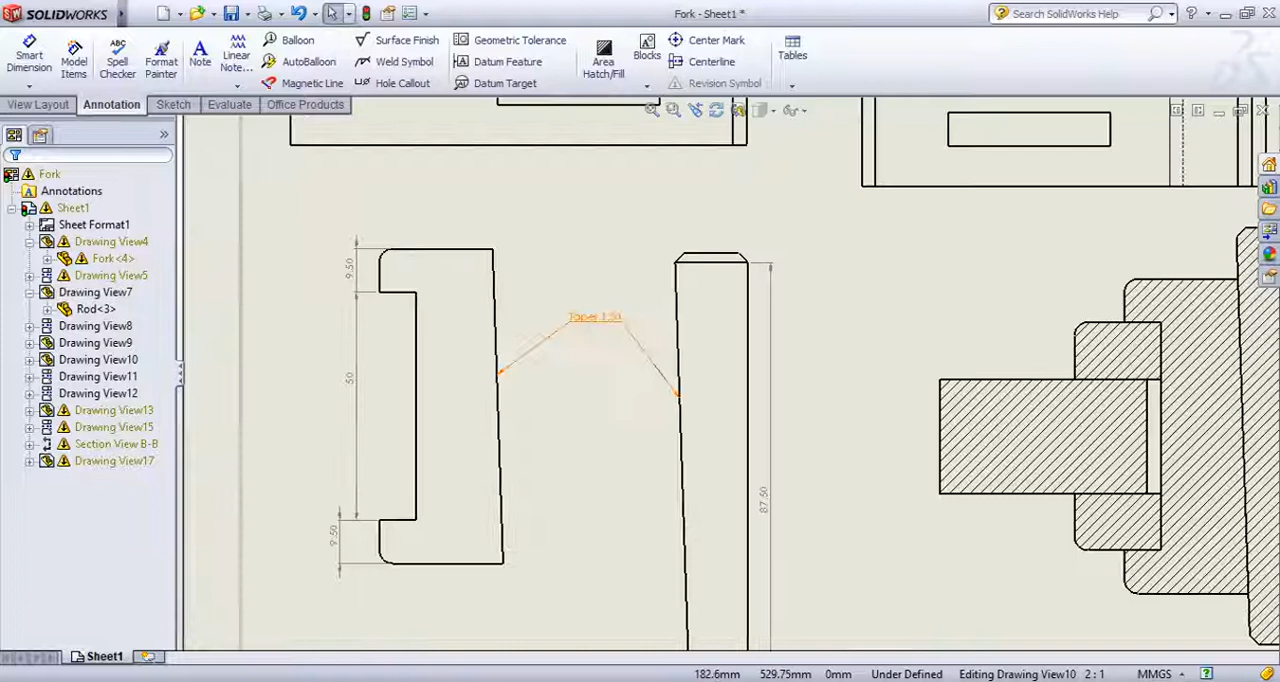 SOLIDWORKS
Fork - Sheet1 *
Search SolidWorks Help
Smart Dimension
Model Items
Spell Checker
Format Painter
Note
Linear Note...
Balloon
AutoBalloon
Magnetic Line
Surface Finish
Weld Symbol
Hole Callout
Geometric Tolerance
Datum Feature
Datum Target
Area Hatch/Fill
Blocks
Center Mark
Centerline
Revision Symbol
Tables
View Layout
Annotation
Sketch
Evaluate
Office Products
Fork
Annotations
Sheet1
Sheet Format1
Drawing View4
Fork<4>
Drawing View5
Drawing View7
Rod<3>
Drawing View8
Drawing View9
Drawing View10
Drawing View11
Drawing View12
Drawing View13
Drawing View15
Section View B-B
Drawing View17
9.50
50
9.50
Taper 1:50
87.50
Sheet1
182.6mm
529.75mm
0mm
Under Defined
Editing Drawing View10
2 : 1
MMGS